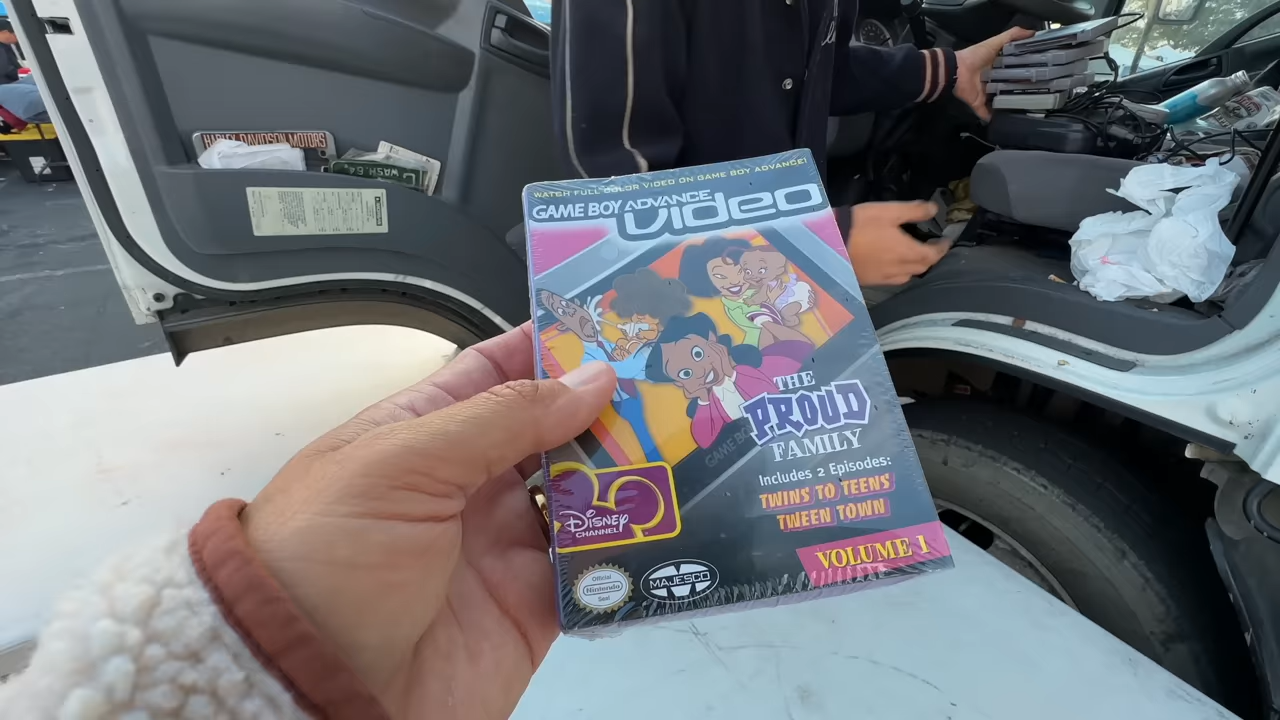 HARLEY-DAVIDSON MOTORS
WATCH FULL COLOR VIDEO ON GAME BOY ADVANCE!
GAME BOY ADVANCE
video
THE
PROUD
FAMILY
Includes 2 Episodes:
TWINS TO TEENS
TWEEN TOWN
DISNEY
CHANNEL
VOLUME 1
Official
Nintendo
Seal
MAJESCO